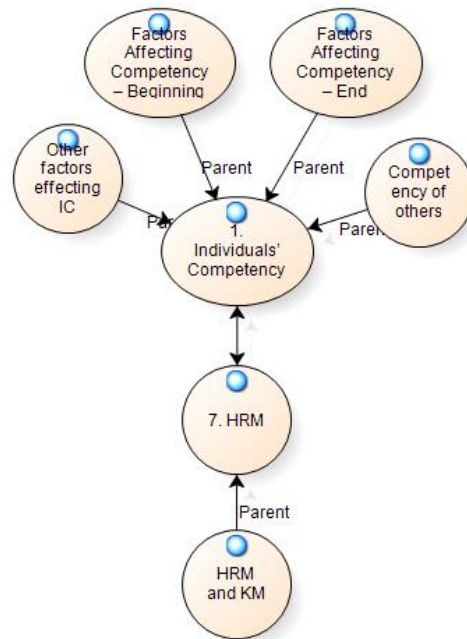 Factors
Affecting
Competency
– Beginning
Factors
Affecting
Competency
– End
Other
factors
effecting
IC
Compet
ency of
others
Parent
Parent
Parent
1.
Individuals’
Competency
7. HRM
Parent
HRM
and KM